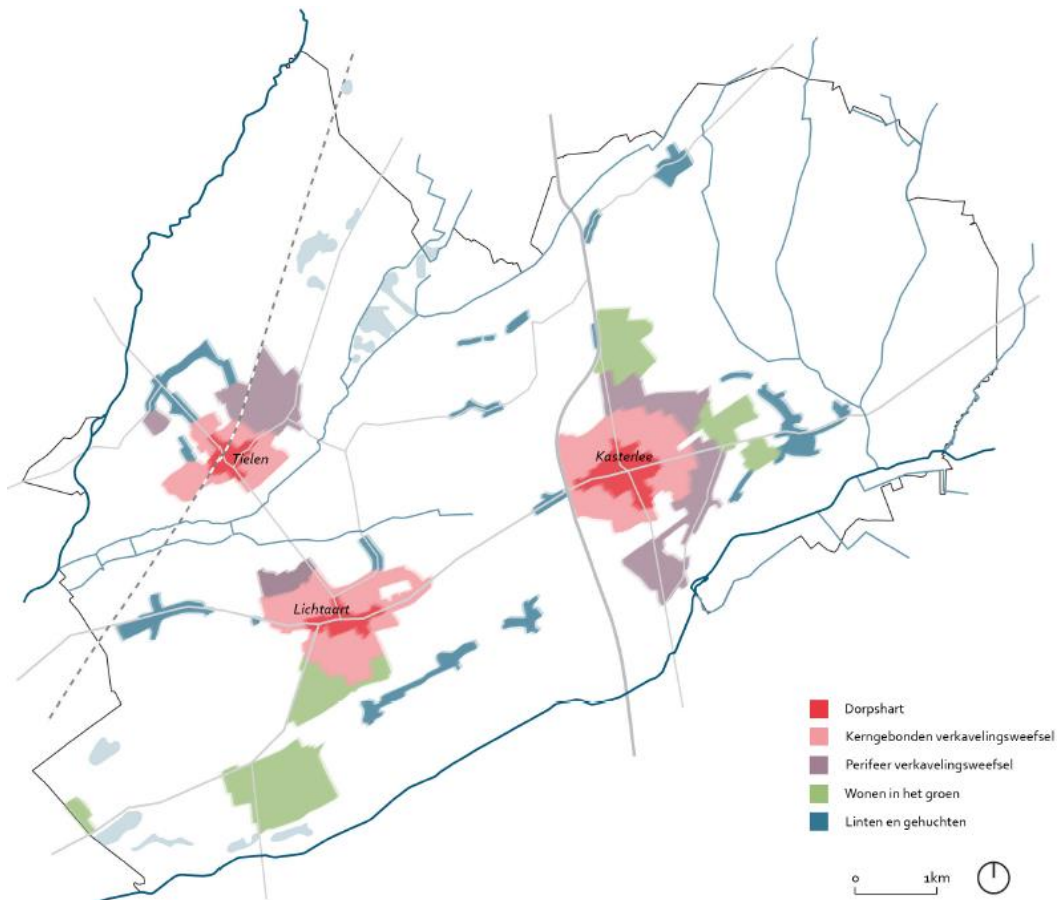 Tielen
Kasterlee
Lichtaart
Dorpshart
Kerngebonden verkavelingsweefsel
Perifeer verkavelingsweefsel
Wonen in het groen
Linten en gehuchten
0 1km